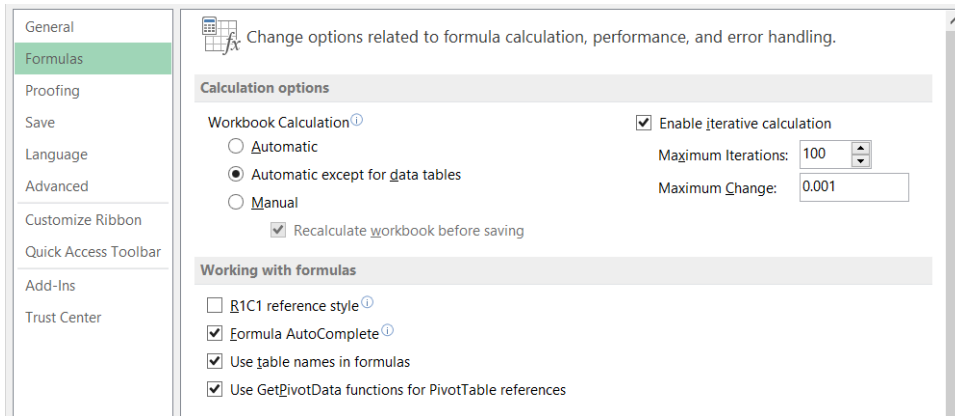 General
Formulas
Proofing
Save
Language
Advanced
Customize Ribbon
Quick Access Toolbar
Add-Ins
Trust Center
fx Change options related to formula calculation, performance, and error handling.
Calculation options
Workbook Calculation
Automatic
Automatic except for data tables
Manual
Recalculate workbook before saving
Enable iterative calculation
Maximum Iterations: 100
Maximum Change: 0.001
Working with formulas
R1C1 reference style
Formula AutoComplete
Use table names in formulas
Use GetPivotData functions for PivotTable references